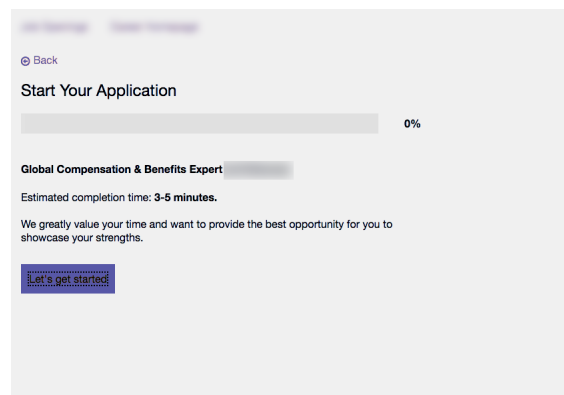 Back
Start Your Application
0%
Global Compensation & Benefits Expert
Estimated completion time: 3-5 minutes.
We greatly value your time and want to provide the best opportunity for you to
showcase your strengths.
Let's get started